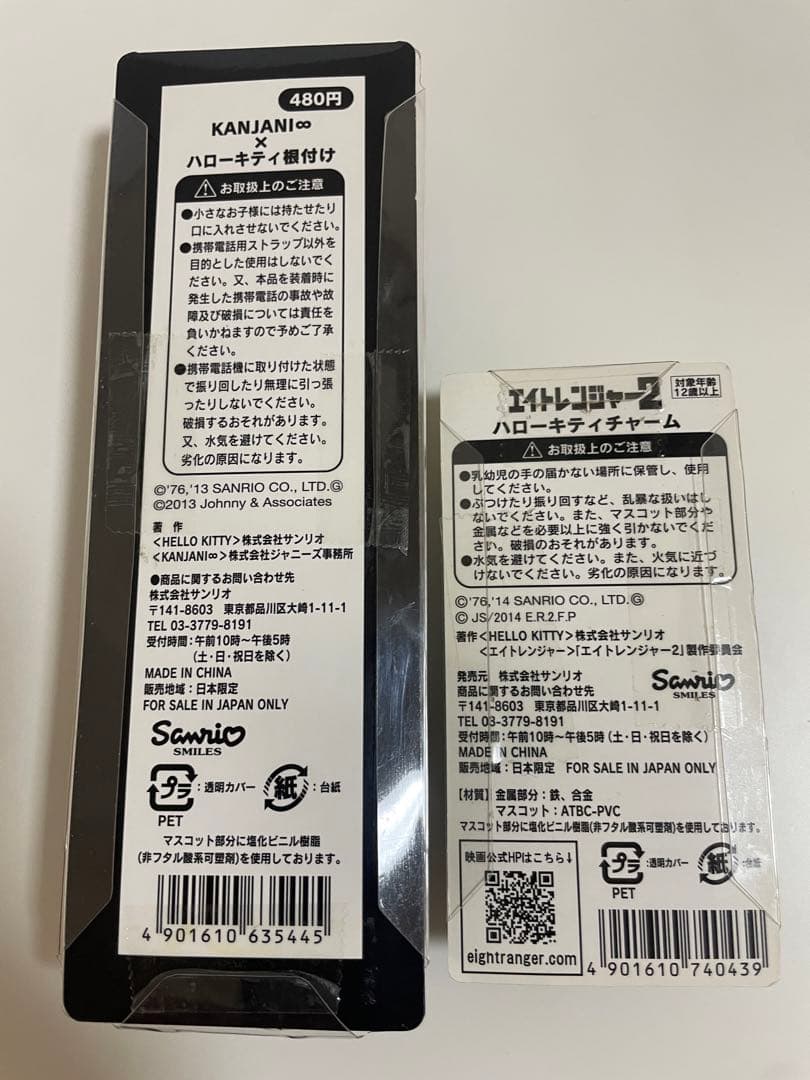 480円
KANJANI∞
×
ハローキティ根付け
お取扱上のご注意
●小さなお子様には持たせたり
口に入れさせないでください。
●携帯電話用ストラップ以外を
目的とした使用はしないでく
ださい。又、本品を装着時に
発生した携帯電話の事故や故
障及び破損については責任を
負いかねますので予めご了承
ください。
●携帯電話機に取り付けた状態
で振り回したり無理に引っ張
ったりしないでください。
破損するおそれがあります。
又、水気を避けてください。
劣化の原因になります。
©'76,'13 SANRIO CO., LTD.Ⓖ
©2013 Johnny & Associates
著 作
<HELLO KITTY>株式会社サンリオ
<KANJANI∞>株式会社ジャニーズ事務所
●商品に関するお問い合わせ先
株式会社サンリオ
〒141-8603 東京都品川区大崎1-11-1
TEL 03-3779-8191
受付時間:午前10時〜午後5時
(土・日・祝日を除く)
MADE IN CHINA
販売地域:日本限定
FOR SALE IN JAPAN ONLY
Sanrio
SMILES
プラ :透明カバー 紙 :台紙
PET
マスコット部分に塩化ビニル樹脂
(非フタル酸系可塑剤)を使用しております。
4 901610 635445
エイトレンジャー2
対象年齢
12歳以上
ハローキティチャーム
お取扱上のご注意
●乳幼児の手の届かない場所に保管し、使用
してください。
●ぶつけたり振り回すなど、乱暴な扱いはし
ないでください。また、マスコット部分や
金属などを必要以上に強く引かないでくだ
さい。破損のおそれがあります。
●水気を避けてください。また、火気に近づ
けないでください。劣化の原因になります。
©'76,'14 SANRIO CO., LTD.Ⓖ
© JS/2014 E.R.2.F.P
著作<HELLO KITTY>株式会社サンリオ
<エイトレンジャー>「エイトレンジャー2」製作委員会
発売元 株式会社サンリオ
商品に関するお問い合わせ先
Sanrio
SMILES
〒141-8603 東京都品川区大崎1-11-1
TEL 03-3779-8191
受付時間:午前10時〜午後5時(土・日・祝日を除く)
MADE IN CHINA
販売地域:日本限定 FOR SALE IN JAPAN ONLY
【材質】金属部分:鉄、合金
マスコット:ATBC-PVC
マスコット部分に塩化ビニル樹脂(非フタル酸系可塑剤)を使用しております。
映画公式HPはこちら↓
プラ :透明カバー 紙 :台紙
PET
eightranger.com
4 901610 740439